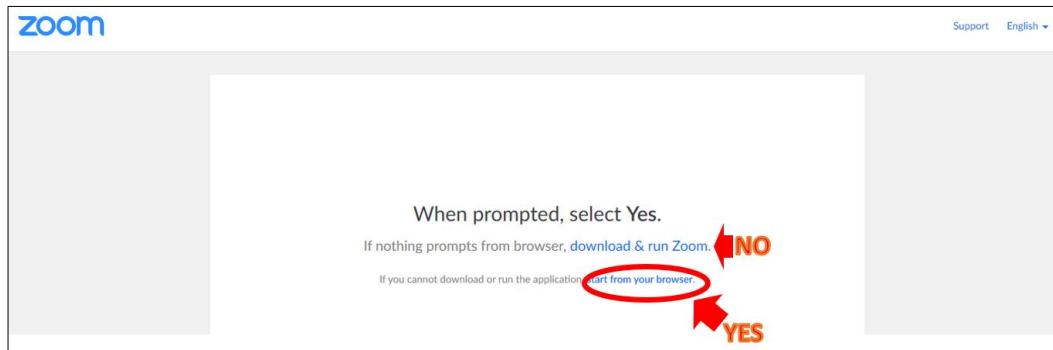 zoom
Support English
When prompted, select Yes.
If nothing prompts from browser, download & run Zoom. NO
If you cannot download or run the application, start from your browser.
YES